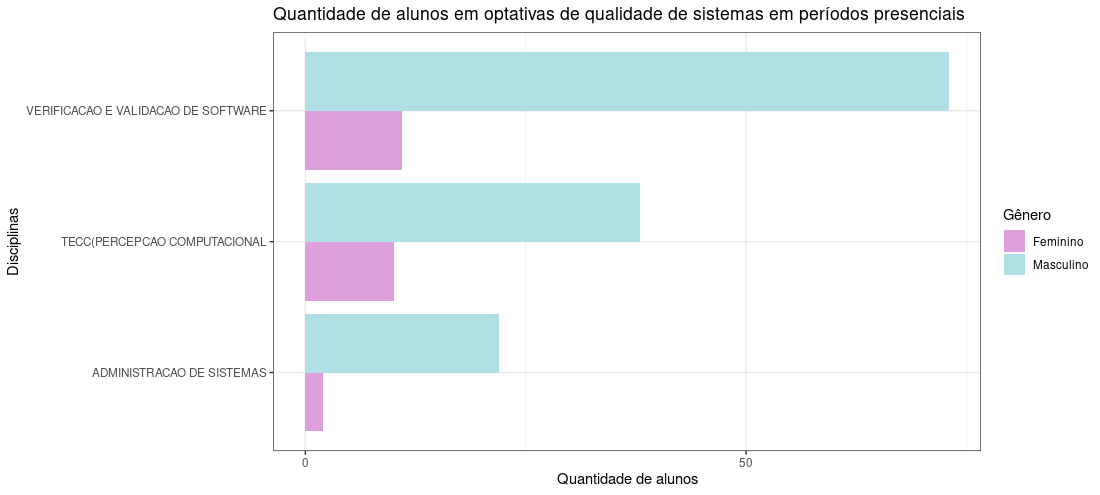 Quantidade de alunos em optativas de qualidade de sistemas em períodos presenciais
Disciplinas
VERIFICACAO E VALIDACAO DE SOFTWARE
TECC(PERCEPCAO COMPUTACIONAL
ADMINISTRACAO DE SISTEMAS
0
50
Quantidade de alunos
Gênero
Feminino
Masculino